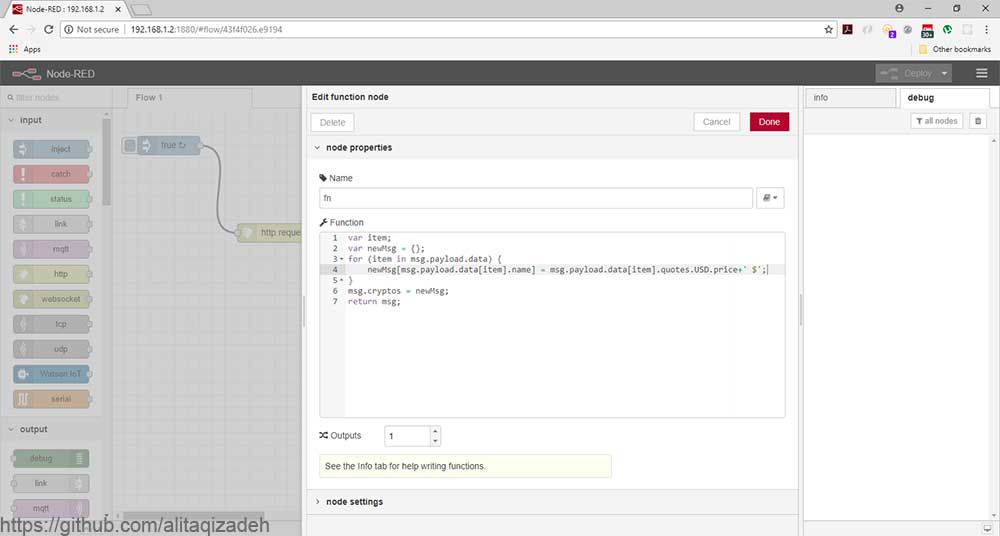 Node-RED : 192.168.1.2
Not secure | 192.168.1.2:1880/#flow/43f4f026.e9194
2
30+
Apps
Other bookmarks
Node-RED
Deploy
filter nodes
Flow 1
Edit function node
info
debug
Delete
Cancel
Done
all nodes
input
inject
catch
status
link
mqtt
http
websocket
tcp
udp
Watson IoT
serial
output
debug
link
mqtt
true ↻
http reque
node properties
Name
fn
Function
1 var item;
2 var newMsg = {};
3 for (item in msg.payload.data) {
4 newMsg[msg.payload.data[item].name] = msg.payload.data[item].quotes.USD.price+' $';
5 }
6 msg.cryptos = newMsg;
7 return msg;
Outputs
1
See the Info tab for help writing functions.
node settings
https://github.com/alitaqizadeh